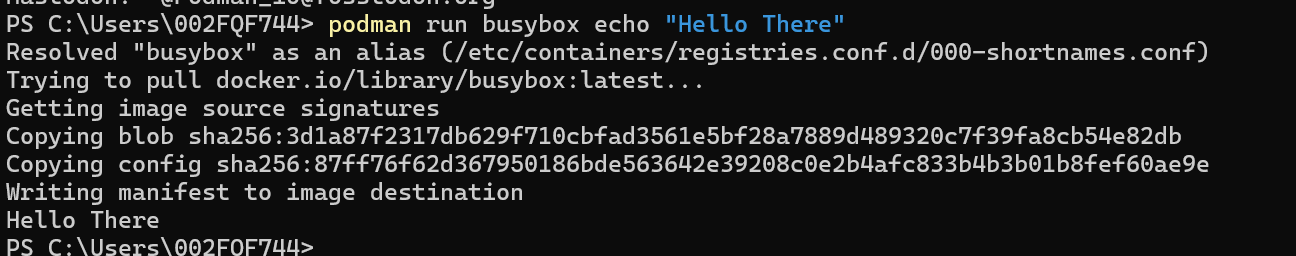 PS C:\Users\002FQF744> podman run busybox echo "Hello There"
Resolved "busybox" as an alias (/etc/containers/registries.conf.d/000-shortnames.conf)
Trying to pull docker.io/library/busybox:latest...
Getting image source signatures
Copying blob sha256:3d1a87f2317db629f710cbfad3561e5bf28a7889d489320c7f39fa8cb54e82db
Copying config sha256:87ff76f62d367950186bde563642e39208c0e2b4afc833b4b3b01b8fef60ae9e
Writing manifest to image destination
Hello There
PS C:\Users\002FQF744>